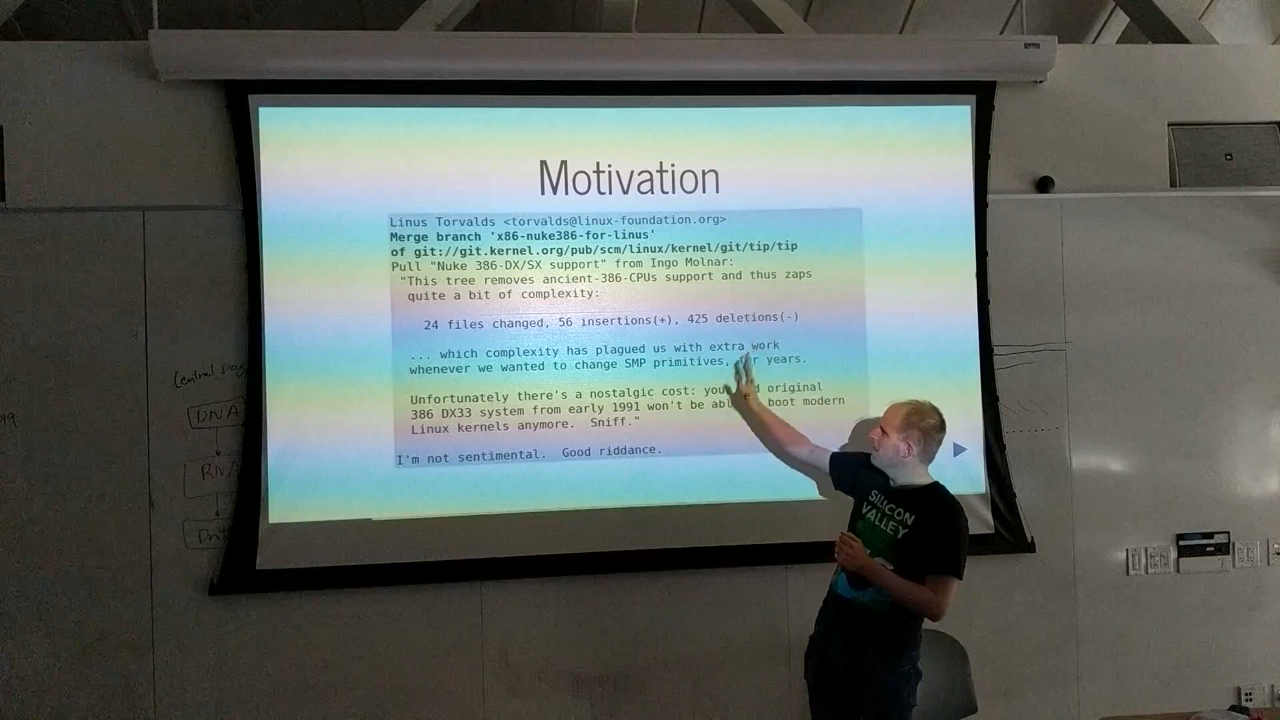 Motivation
Linus Torvalds <torvalds@linux-foundation.org>
Merge branch 'x86-nuke386-for-linus'
of git://git.kernel.org/pub/scm/linux/kernel/git/tip/tip
Pull "Nuke 386-DX/SX support" from Ingo Molnar:
"This tree removes ancient-386-CPUs support and thus zaps
quite a bit of complexity:
24 files changed, 56 insertions(+), 425 deletions(-)
... which complexity has plagued us with extra work
whenever we wanted to change SMP primitives, for years.
Unfortunately there's a nostalgic cost: original
386 DX33 system from early 1991 won't be boot modern
Linux kernels anymore. Sniff."
I'm not sentimental. Good riddance.
DNA
RNA
SILICON
VALLEY